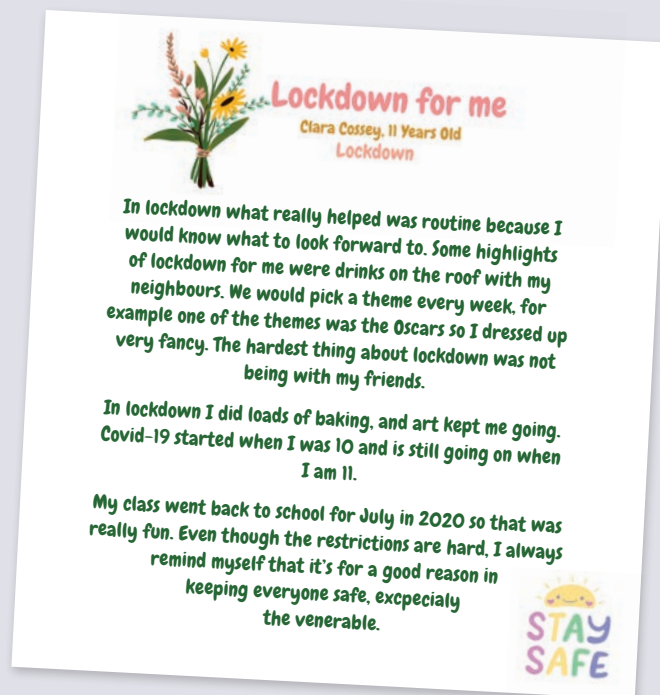 Lockdown for me
Clara Cossey, 11 Years Old
Lockdown
In lockdown what really helped was routine because I
would know what to look forward to. Some highlights
of lockdown for me were drinks on the roof with my
neighbours. We would pick a theme every week, for
example one of the themes was the Oscars so I dressed up
very fancy. The hardest thing about lockdown was not
being with my friends.
In lockdown I did loads of baking, and art kept me going.
Covid-19 started when I was 10 and is still going on when
I am 11.
My class went back to school for July in 2020 so that was
really fun. Even though the restrictions are hard, I always
remind myself that it's for a good reason in
keeping everyone safe, excpecialy
the venerable.
STAY
SAFE